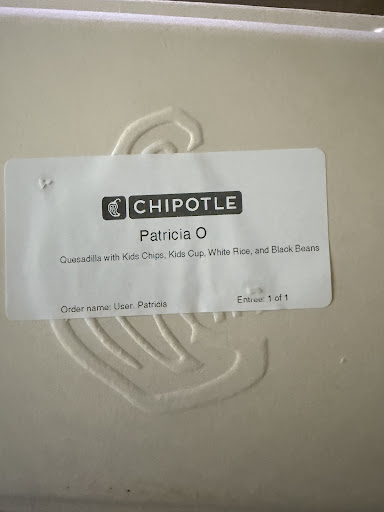 CHIPOTLE
Patricia O
Quesadilla with Kids Chips, Kids Cup, White Rice, and Black Beans
Order name: User. Patricia
Entree: 1 of 1